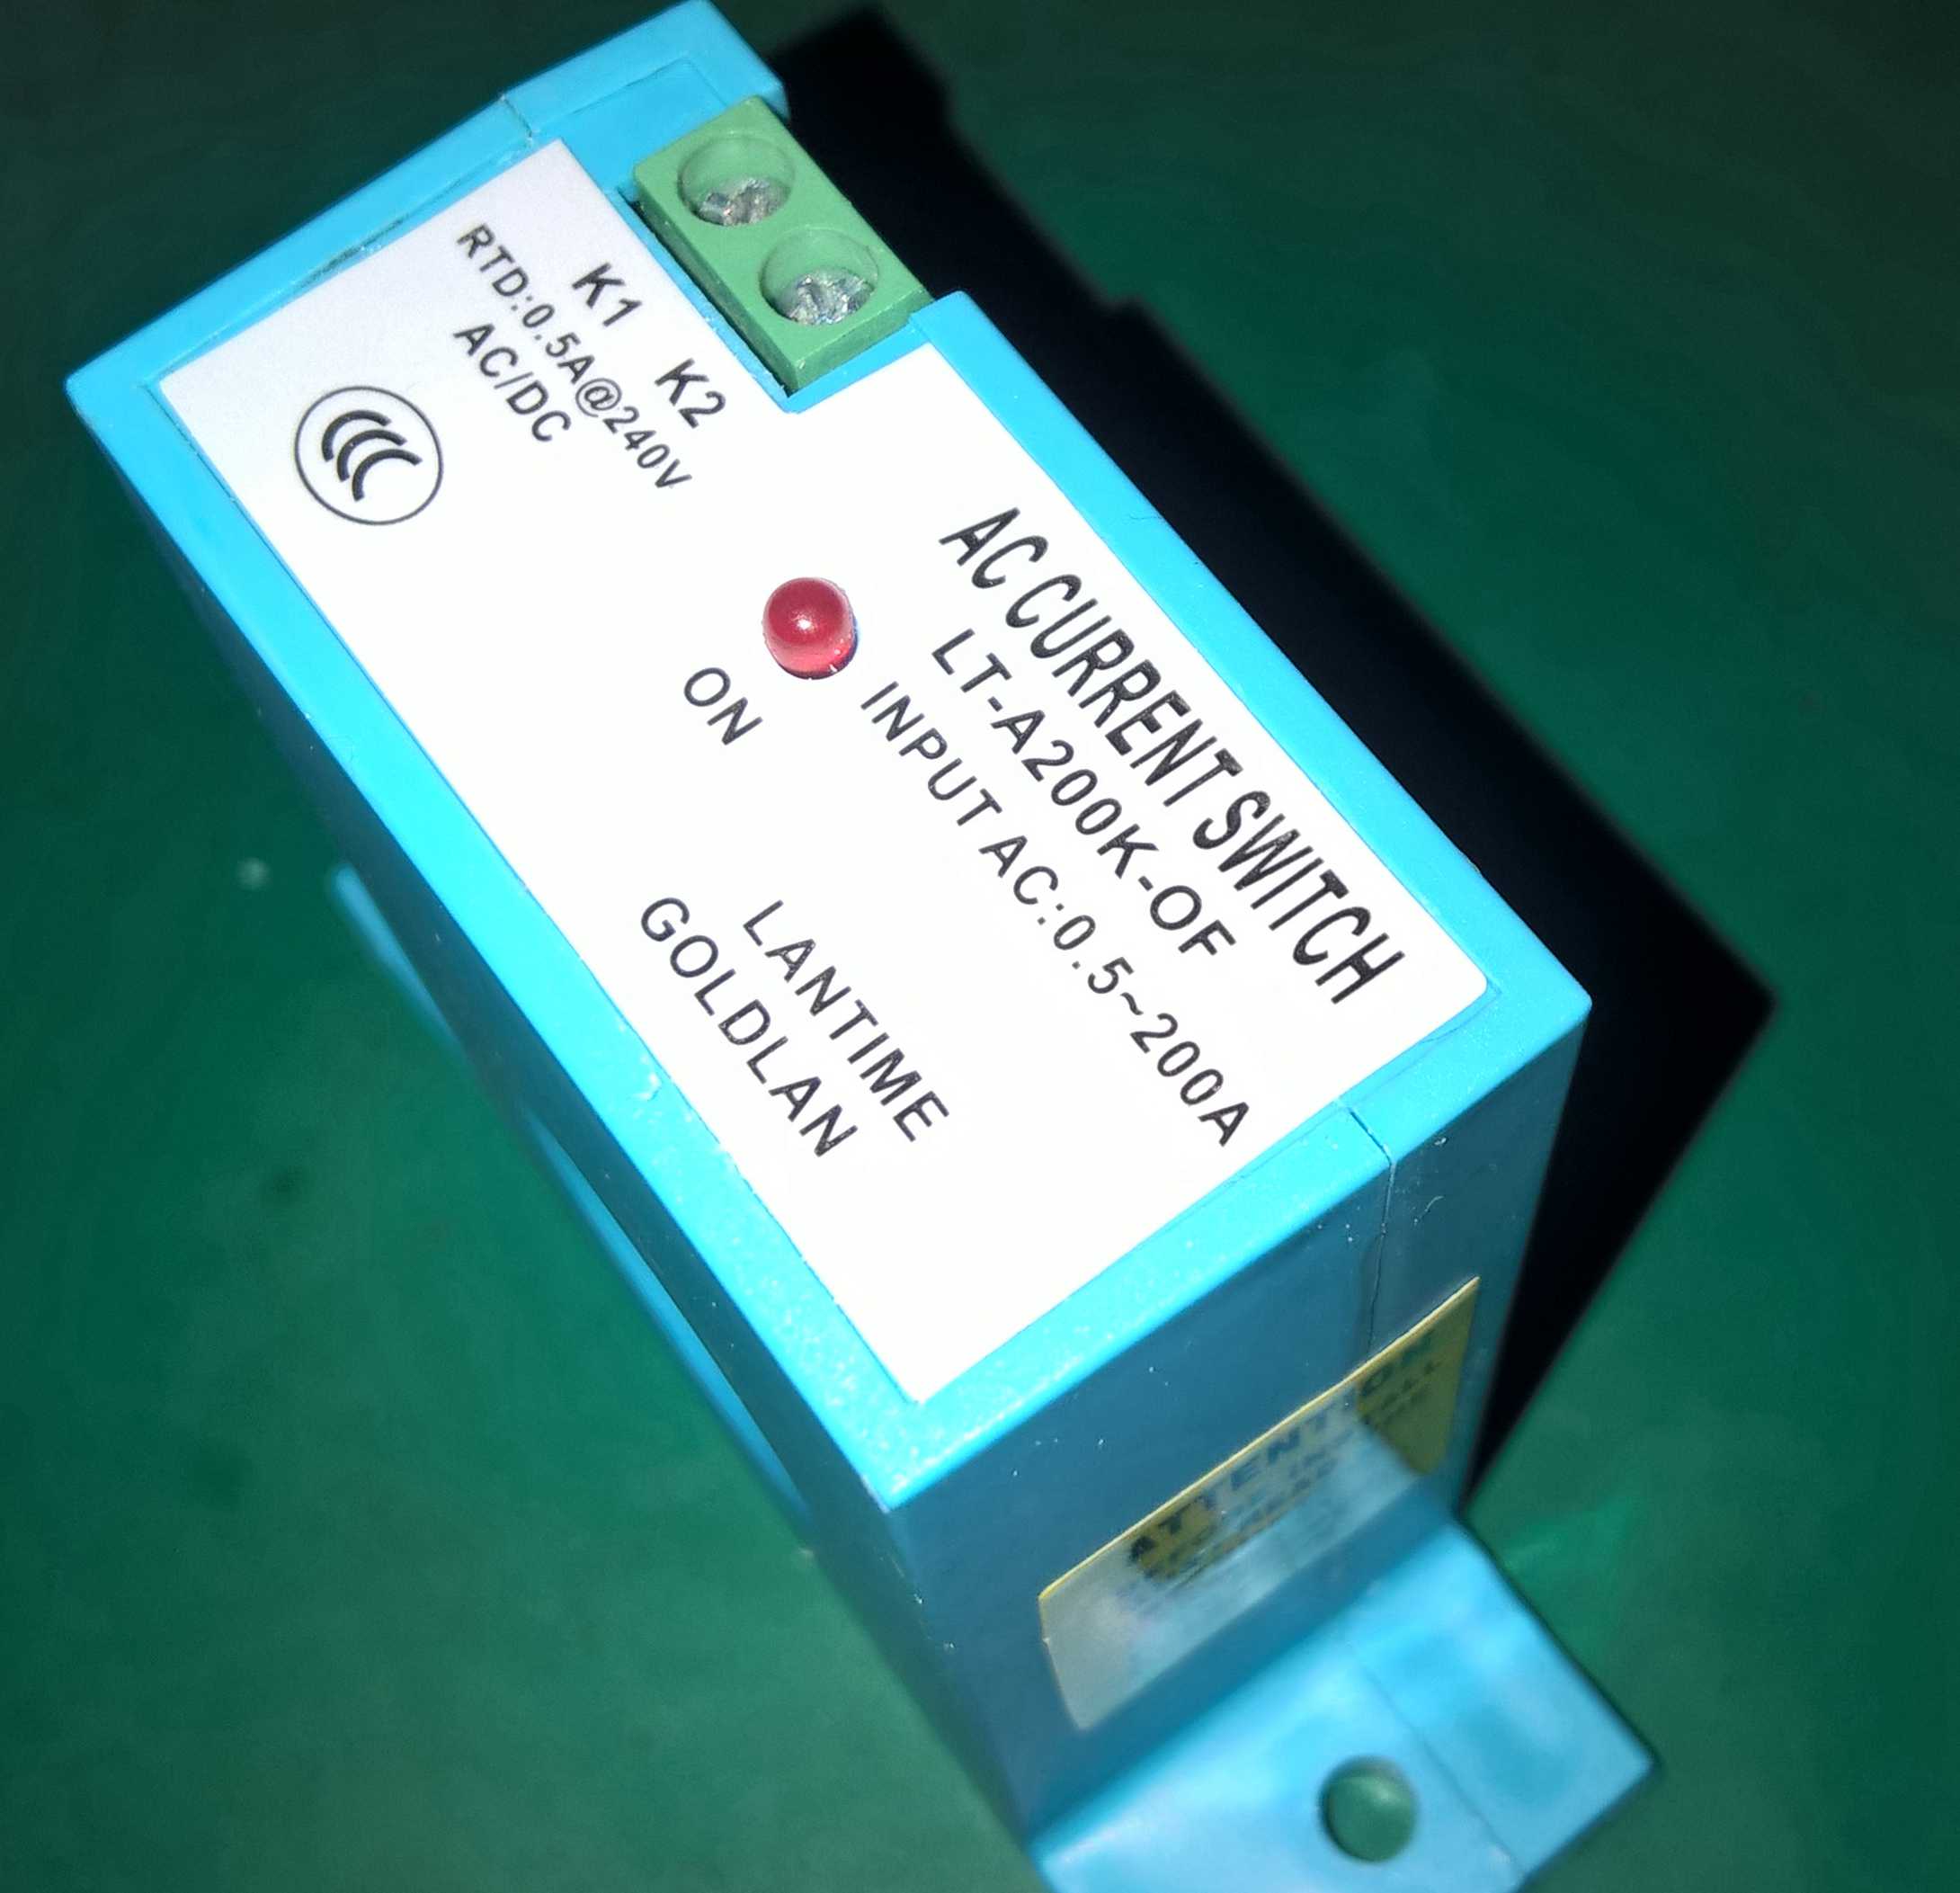 K1 K2
RTD:0.5A@240V
AC/DC
AC CURRENT SWITCH
LT-A200K-OF
INPUT AC:0.5~200A
ON
LANTIME
GOLDLAN
ATTENTION